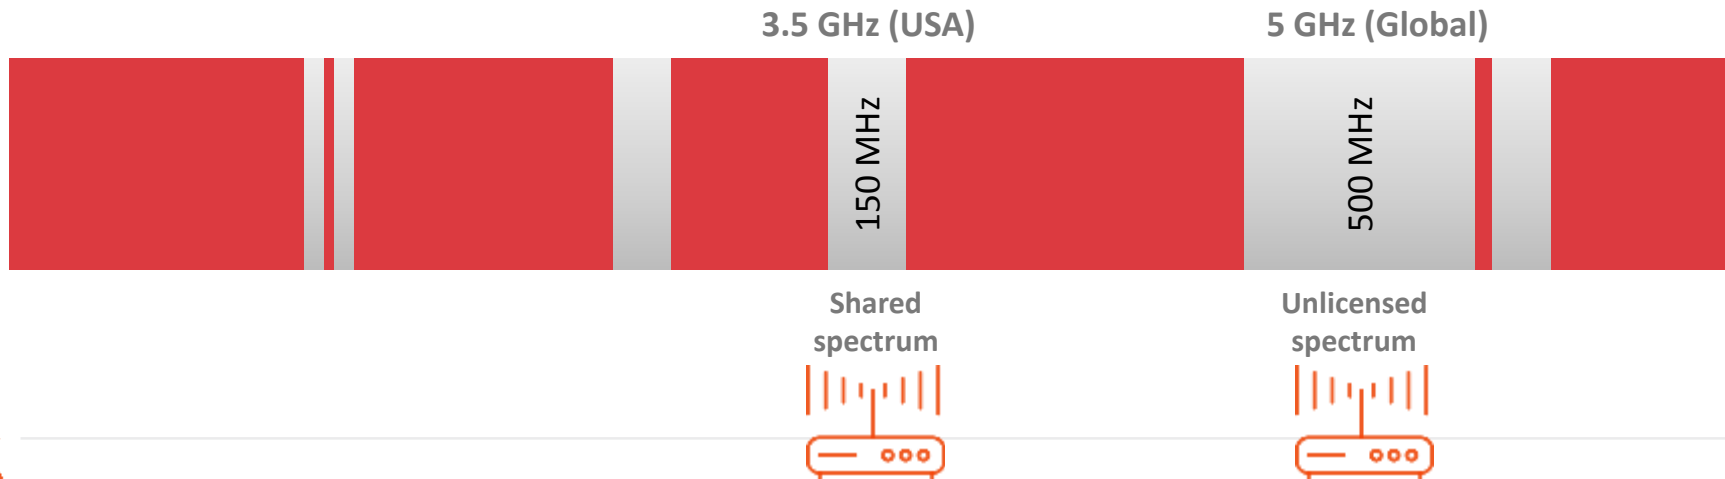 3.5 GHz (USA)
5 GHz (Global)
150 MHz
500 MHz
Shared
spectrum
Unlicensed
spectrum